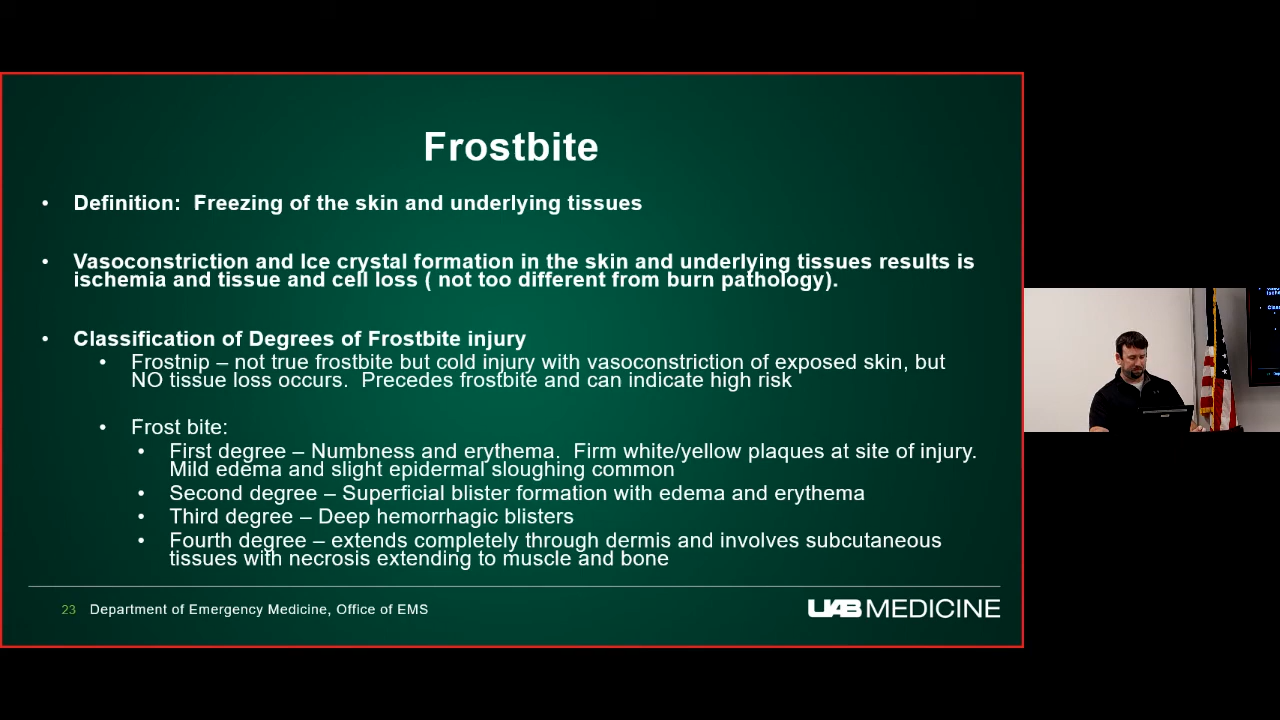 Frostbite
• Definition: Freezing of the skin and underlying tissues
• Vasoconstriction and Ice crystal formation in the skin and underlying tissues results is
ischemia and tissue and cell loss ( not too different from burn pathology).
• Classification of Degrees of Frostbite injury
• Frostnip – not true frostbite but cold injury with vasoconstriction of exposed skin, but
NO tissue loss occurs. Precedes frostbite and can indicate high risk
• Frost bite:
• First degree – Numbness and erythema. Firm white/yellow plaques at site of injury.
Mild edema and slight epidermal sloughing common
• Second degree – Superficial blister formation with edema and erythema
• Third degree – Deep hemorrhagic blisters
• Fourth degree – extends completely through dermis and involves subcutaneous
tissues with necrosis extending to muscle and bone
23 Department of Emergency Medicine, Office of EMS
UAB MEDICINE